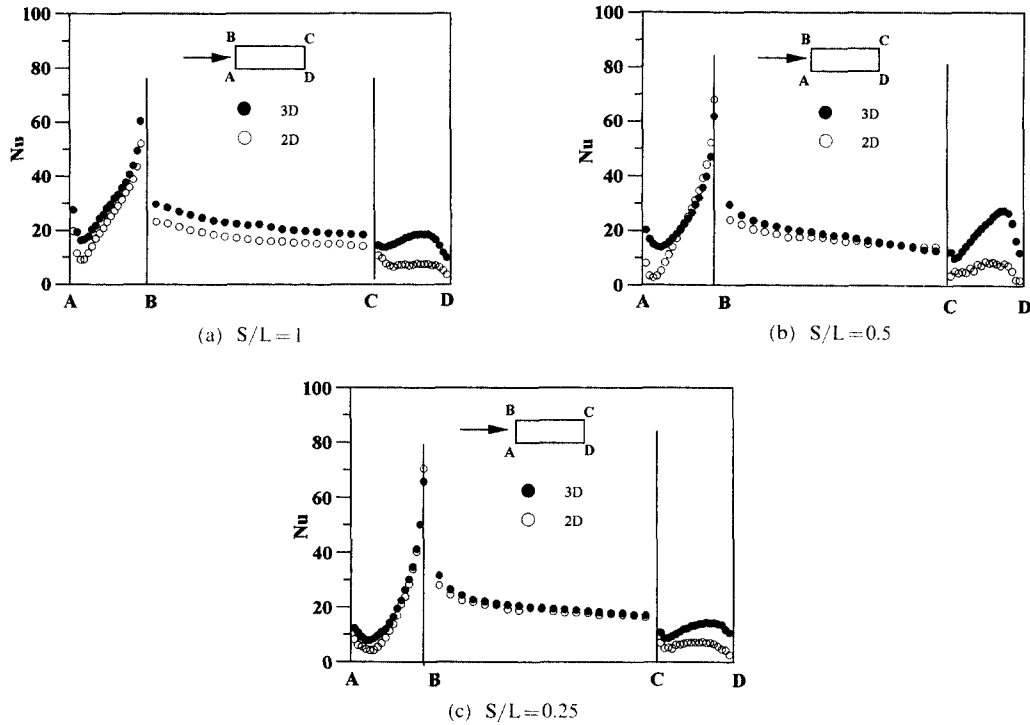 100
80
60
40
20
0
Nu
B C
A D
3D
2D
A B C D
(a) S/L=1
100
80
60
40
20
0
Nu
B C
A D
3D
2D
A B C D
(b) S/L=0.5
100
80
60
40
20
0
Nu
B C
A D
3D
2D
A B C D
(c) S/L=0.25